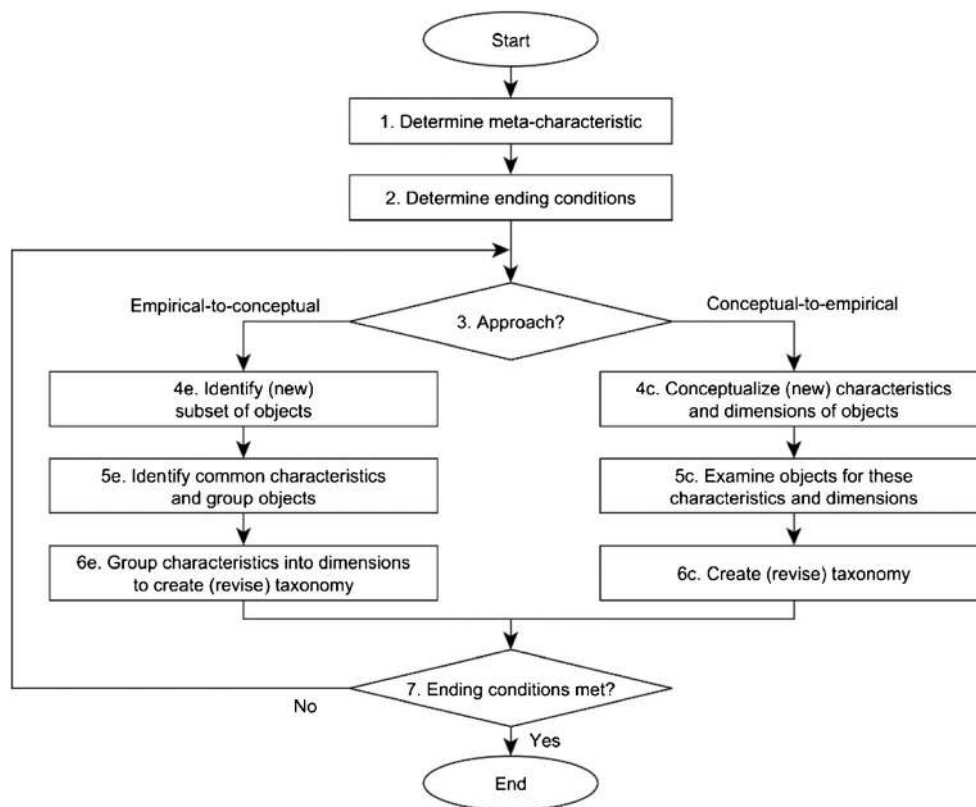 Start
1. Determine meta-characteristic
2. Determine ending conditions
Empirical-to-conceptual
Conceptual-to-empirical
3. Approach?
4e. Identify (new)
subset of objects
4c. Conceptualize (new) characteristics
and dimensions of objects
5e. Identify common characteristics
and group objects
5c. Examine objects for these
characteristics and dimensions
6e. Group characteristics into dimensions
to create (revise) taxonomy
6c. Create (revise) taxonomy
7. Ending conditions met?
No
Yes
End